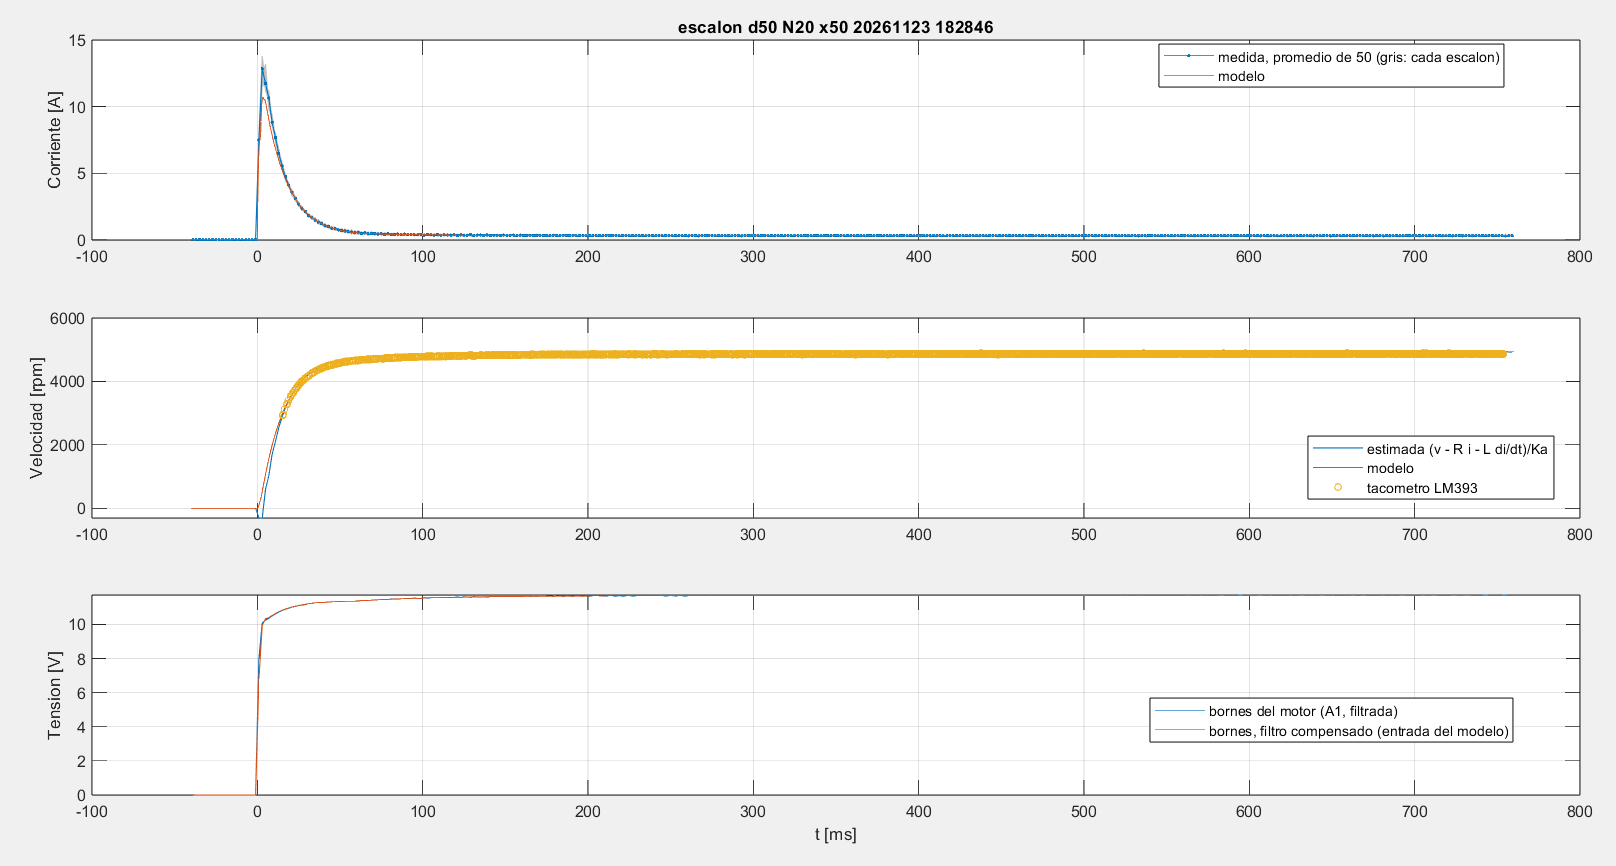 escalon d50 N20 x50 20261123 182846
15
10
5
0
Corriente [A]
medida, promedio de 50 (gris: cada escalon)
modelo
-100 0 100 200 300 400 500 600 700 800
6000
4000
2000
0
Velocidad [rpm]
estimada (v - R i - L di/dt)/Ka
modelo
tacometro LM393
-100 0 100 200 300 400 500 600 700 800
10
8
6
4
2
0
Tension [V]
bornes del motor (A1, filtrada)
bornes, filtro compensado (entrada del modelo)
-100 0 100 200 300 400 500 600 700 800
t [ms]